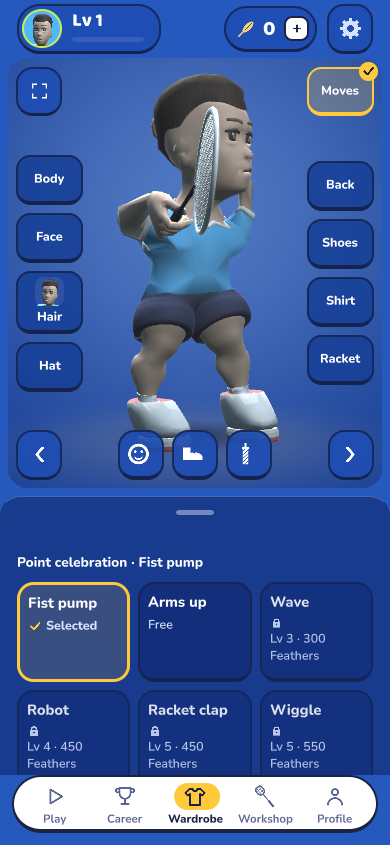 Lv 1
0
+
Moves
Body
Back
Face
Shoes
Hair
Shirt
Hat
Racket
Point celebration · Fist pump
Fist pump
Selected
Arms up
Free
Wave
Lv 3 · 300
Feathers
Robot
Lv 4 · 450
Feathers
Racket clap
Lv 5 · 450
Feathers
Wiggle
Lv 5 · 550
Feathers
Play
Career
Wardrobe
Workshop
Profile